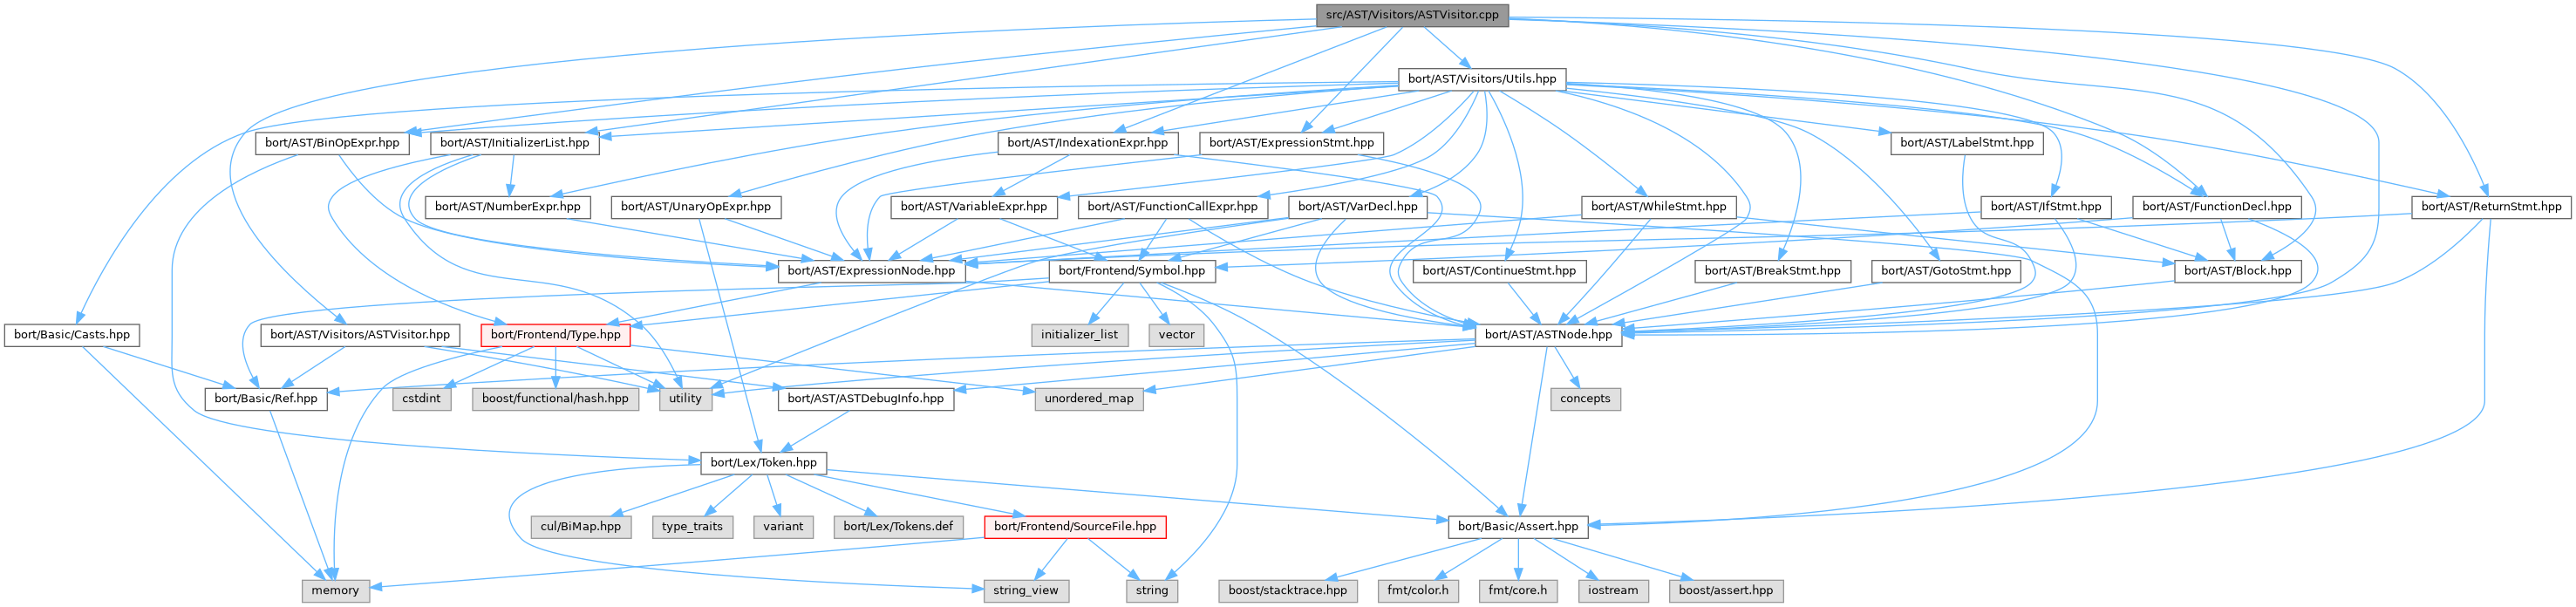 src/AST/Visitors/ASTVisitor.cpp
bort/AST/Visitors/Utils.hpp
bort/AST/BinOpExpr.hpp
bort/AST/InitializerList.hpp
bort/AST/IndexationExpr.hpp
bort/AST/ExpressionStmt.hpp
bort/AST/LabelStmt.hpp
bort/AST/NumberExpr.hpp
bort/AST/UnaryOpExpr.hpp
bort/AST/VariableExpr.hpp
bort/AST/FunctionCallExpr.hpp
bort/AST/VarDecl.hpp
bort/AST/WhileStmt.hpp
bort/AST/IfStmt.hpp
bort/AST/FunctionDecl.hpp
bort/AST/ReturnStmt.hpp
bort/AST/ExpressionNode.hpp
bort/Frontend/Symbol.hpp
bort/AST/ContinueStmt.hpp
bort/AST/BreakStmt.hpp
bort/AST/GotoStmt.hpp
bort/AST/Block.hpp
bort/Basic/Casts.hpp
bort/AST/Visitors/ASTVisitor.hpp
bort/Frontend/Type.hpp
initializer_list
vector
bort/AST/ASTNode.hpp
bort/Basic/Ref.hpp
cstdint
boost/functional/hash.hpp
utility
bort/AST/ASTDebugInfo.hpp
unordered_map
concepts
bort/Lex/Token.hpp
cul/BiMap.hpp
type_traits
variant
bort/Lex/Tokens.def
bort/Frontend/SourceFile.hpp
bort/Basic/Assert.hpp
memory
string_view
string
boost/stacktrace.hpp
fmt/color.h
fmt/core.h
iostream
boost/assert.hpp